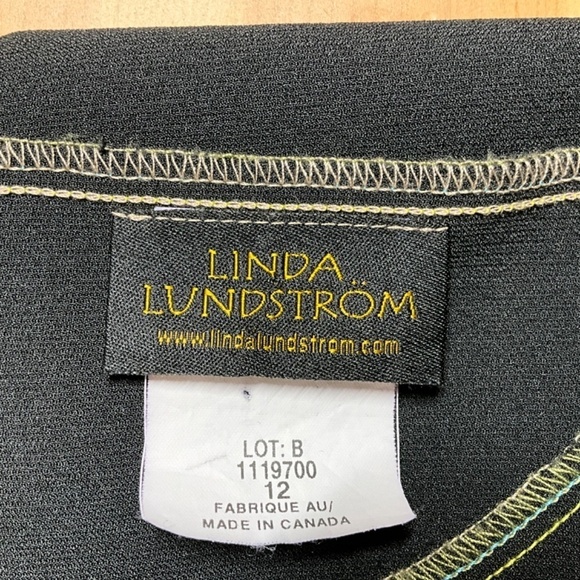 LINDA
LUNDSTRÖM
www.lindalundstrom.com
LOT: B
1119700
12
FABRIQUE AU/
MADE IN CANADA